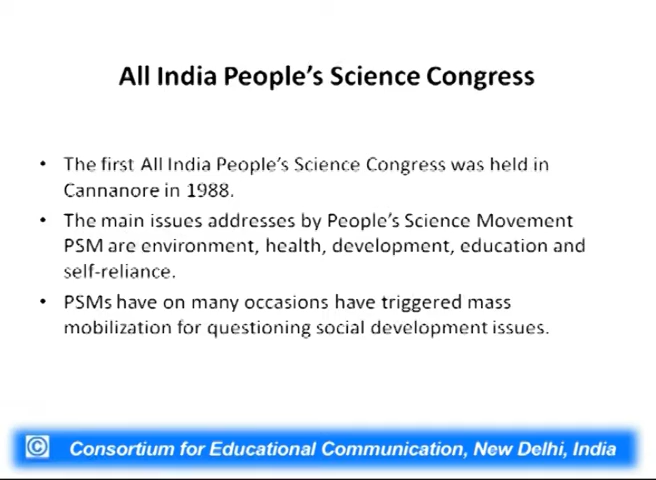 All India People's Science Congress
• The first All India People's Science Congress was held in
Cannanore in 1988.
• The main issues addresses by People's Science Movement
PSM are environment, health, development, education and
self-reliance.
• PSMs have on many occasions have triggered mass
mobilization for questioning social development issues.
© Consortium for Educational Communication, New Delhi, India